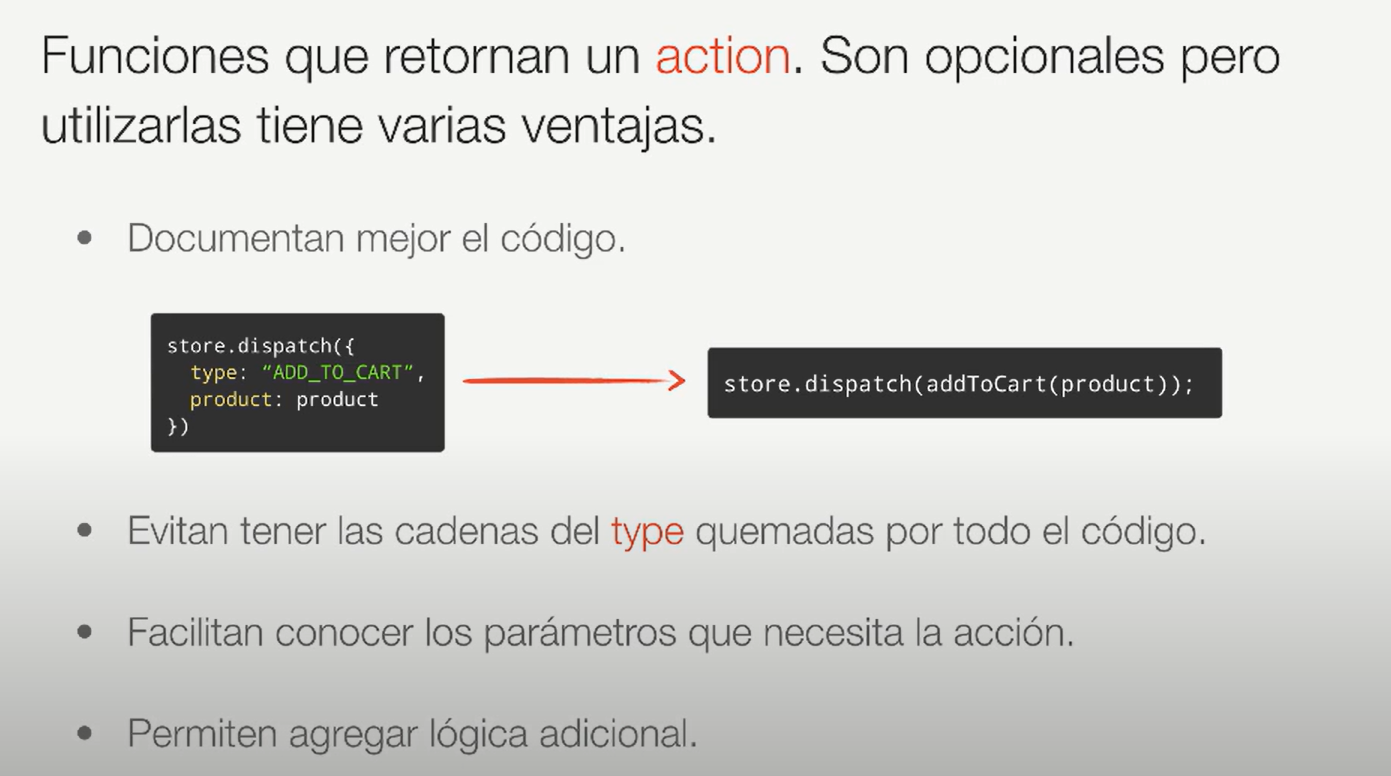 Funciones que retornan un action. Son opcionales pero
utilizarlas tiene varias ventajas.
• Documentan mejor el código.
store.dispatch({
  type: “ADD_TO_CART”,
  product: product
})
store.dispatch(addToCart(product));
• Evitan tener las cadenas del type quemadas por todo el código.
• Facilitan conocer los parámetros que necesita la acción.
• Permiten agregar lógica adicional.